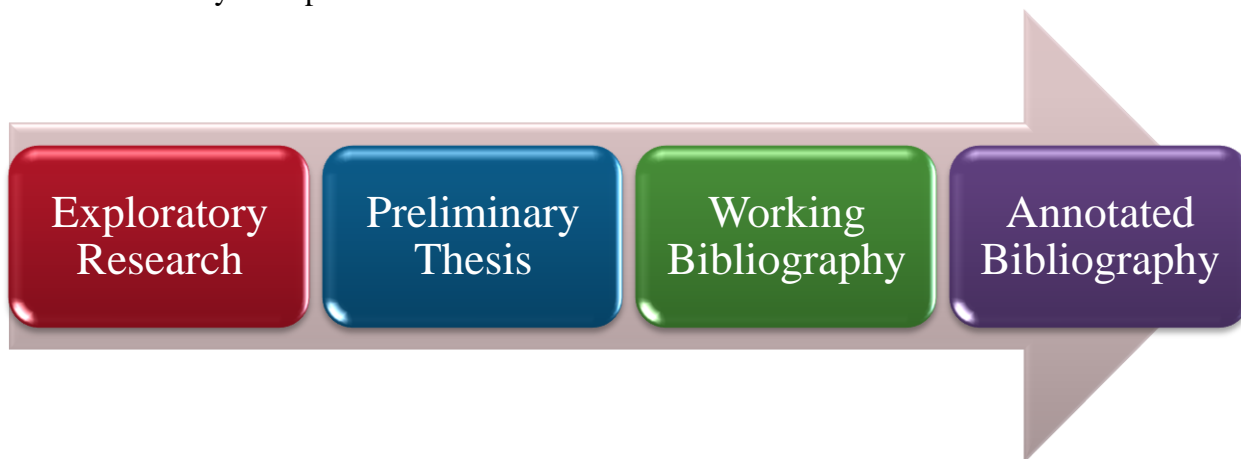 Exploratory
Research
Preliminary
Thesis
Working
Bibliography
Annotated
Bibliography